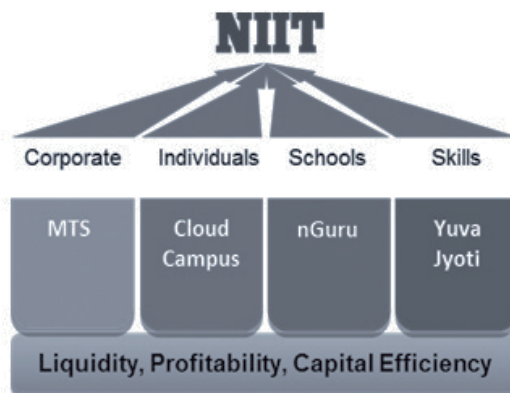 NIIT
Corporate Individuals Schools Skills
MTS Cloud Campus nGuru Yuva Jyoti
Liquidity, Profitability, Capital Efficiency